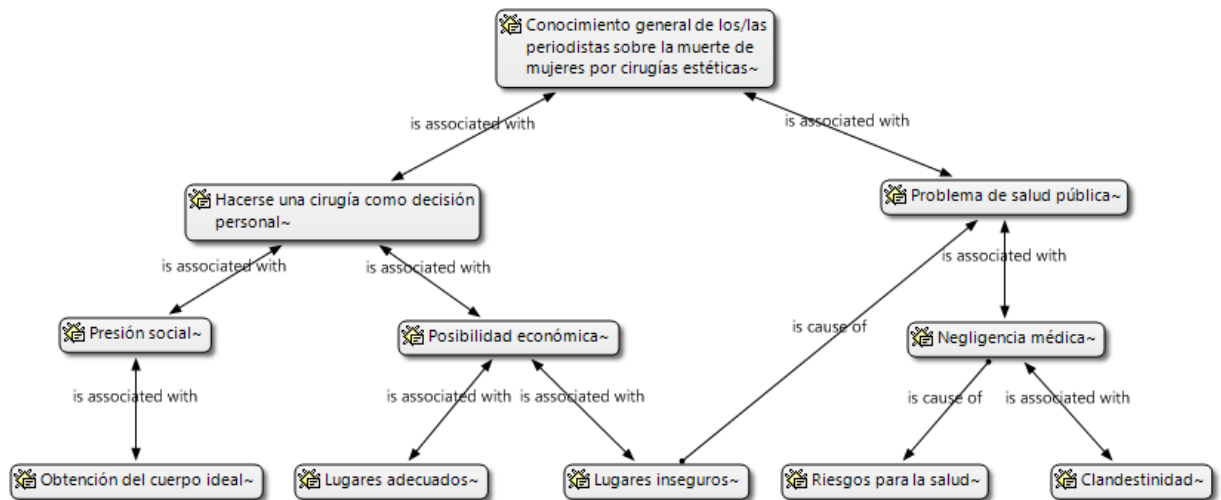 Conocimiento general de los/las
periodistas sobre la muerte de
mujeres por cirugías estéticas~
is associated with
is associated with
Hacerse una cirugía como decisión
personal~
Problema de salud pública~
is associated with
is associated with
is associated with
Presión social~
Posibilidad económica~
is cause of
Negligencia médica~
is associated with
is associated with
is associated with
is cause of
is associated with
Obtención del cuerpo ideal~
Lugares adecuados~
Lugares inseguros~
Riesgos para la salud~
Clandestinidad~